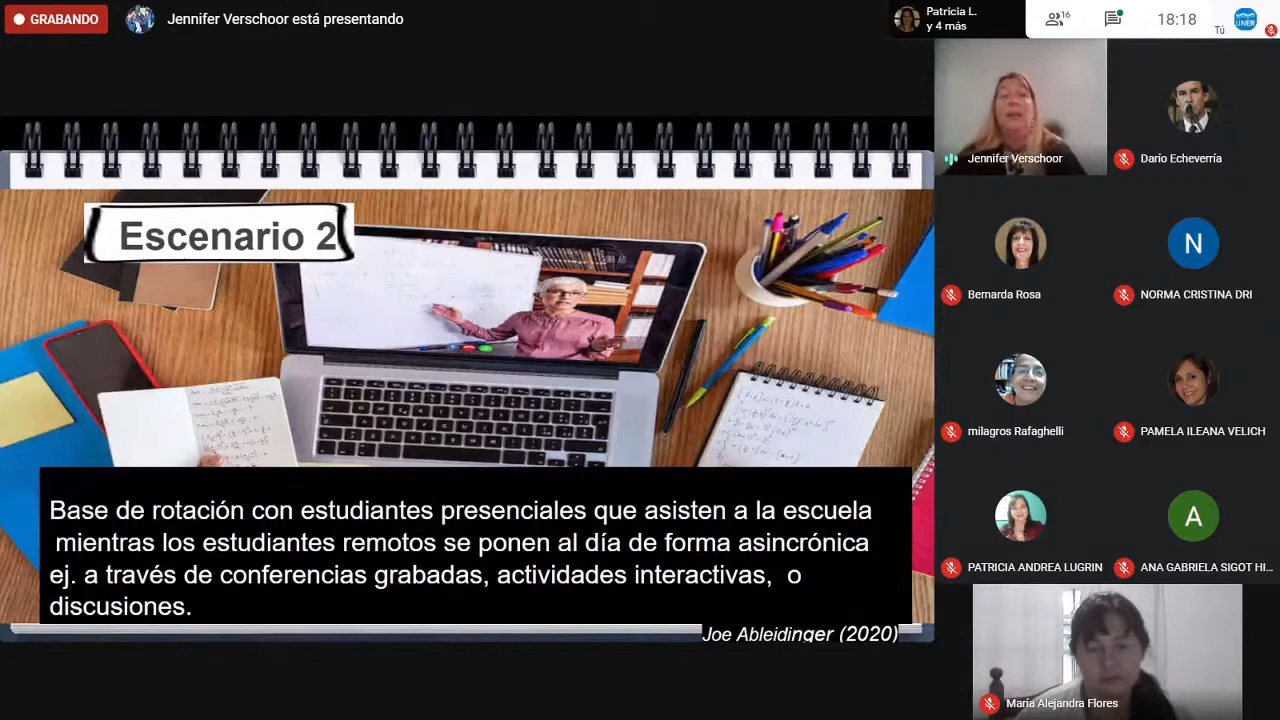 GRABANDO
Jennifer Verschoor está presentando
Patricia L.
y 4 más
16
18:18
Tú
UNER
Escenario 2
Base de rotación con estudiantes presenciales que asisten a la escuela
mientras los estudiantes remotos se ponen al día de forma asincrónica
ej. a través de conferencias grabadas, actividades interactivas, o
discusiones.
Joe Ableidinger (2020)
Jennifer Verschoor
Darío Echeverría
Bernarda Rosa
N
NORMA CRISTINA DRI
milagros Rafaghelli
PAMELA ILEANA VELICH
PATRICIA ANDREA LUGRIN
A
ANA GABRIELA SIGOT HI...
María Alejandra Flores